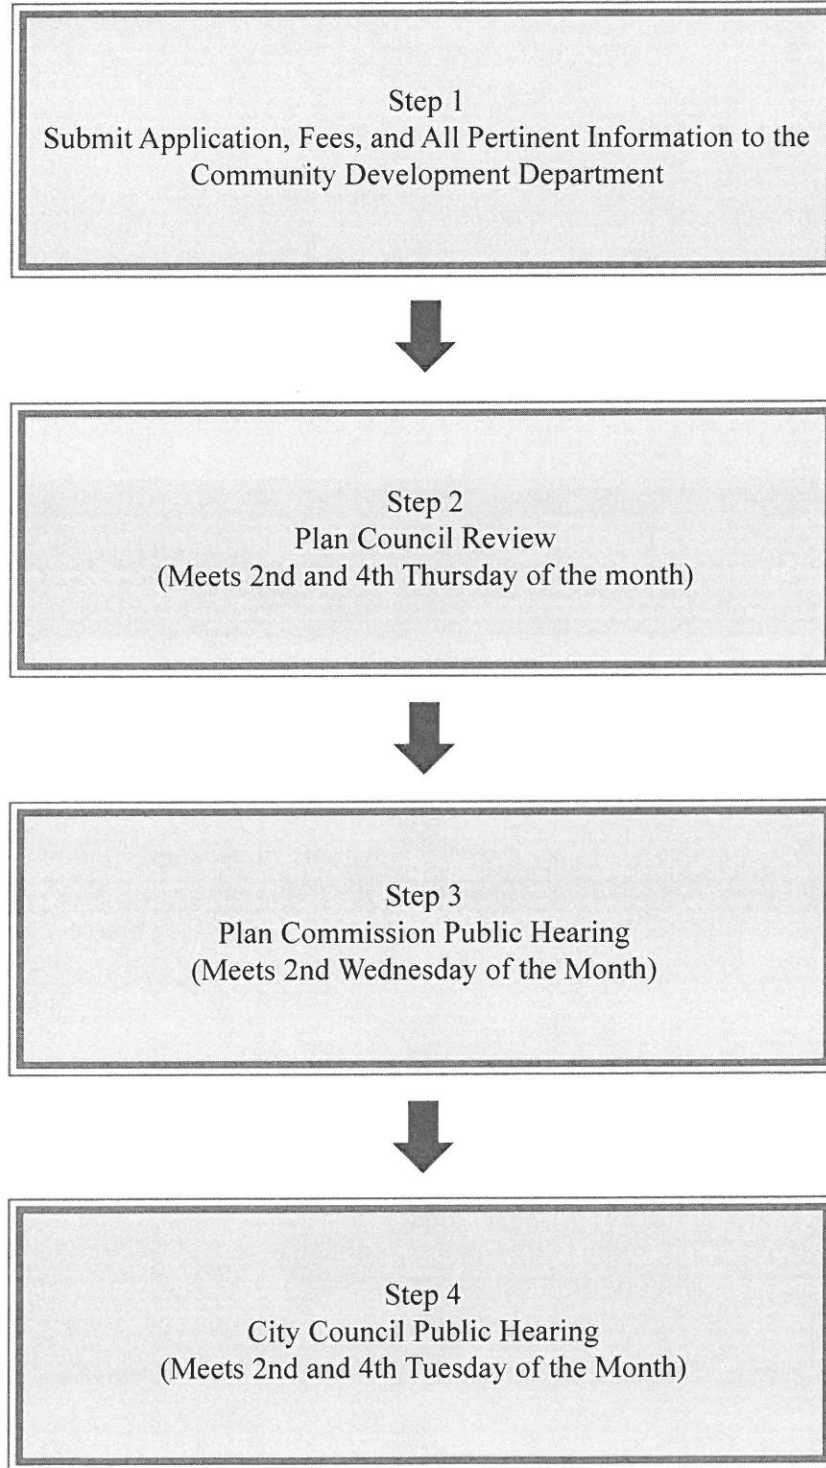 Step 1
Submit Application, Fees, and All Pertinent Information to the
Community Development Department
Step 2
Plan Council Review
(Meets 2nd and 4th Thursday of the month)
Step 3
Plan Commission Public Hearing
(Meets 2nd Wednesday of the Month)
Step 4
City Council Public Hearing
(Meets 2nd and 4th Tuesday of the Month)